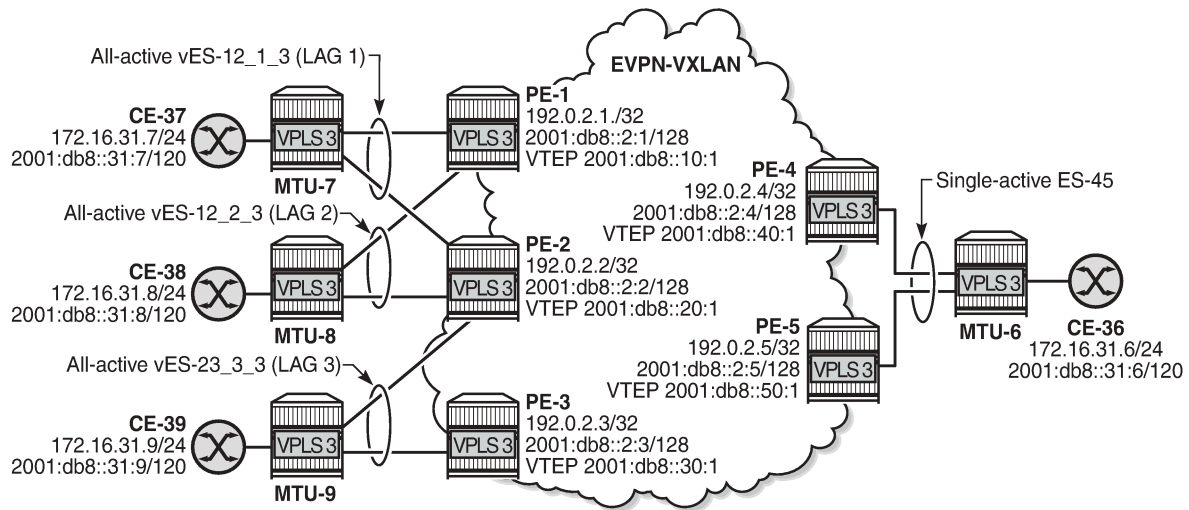 All-active vES-12_1_3 (LAG 1)
EVPN-VXLAN
CE-37
172.16.31.7/24
2001:db8::31:7/120
VPLS 3
MTU-7
VPLS 3
PE-1
192.0.2.1./32
2001:db8::2:1/128
VTEP 2001:db8::10:1
All-active vES-12_2_3 (LAG 2)
CE-38
172.16.31.8/24
2001:db8::31:8/120
VPLS 3
MTU-8
VPLS 3
PE-2
192.0.2.2/32
2001:db8::2:2/128
VTEP 2001:db8::20:1
All-active vES-23_3_3 (LAG 3)
CE-39
172.16.31.9/24
2001:db8::31:9/120
VPLS 3
MTU-9
VPLS 3
PE-3
192.0.2.3/32
2001:db8::2:3/128
VTEP 2001:db8::30:1
PE-4
192.0.2.4/32
2001:db8::2:4/128
VTEP 2001:db8::40:1
VPLS 3
Single-active ES-45
PE-5
192.0.2.5/32
2001:db8::2:5/128
VTEP 2001:db8::50:1
VPLS 3
VPLS 3
MTU-6
CE-36
172.16.31.6/24
2001:db8::31:6/120